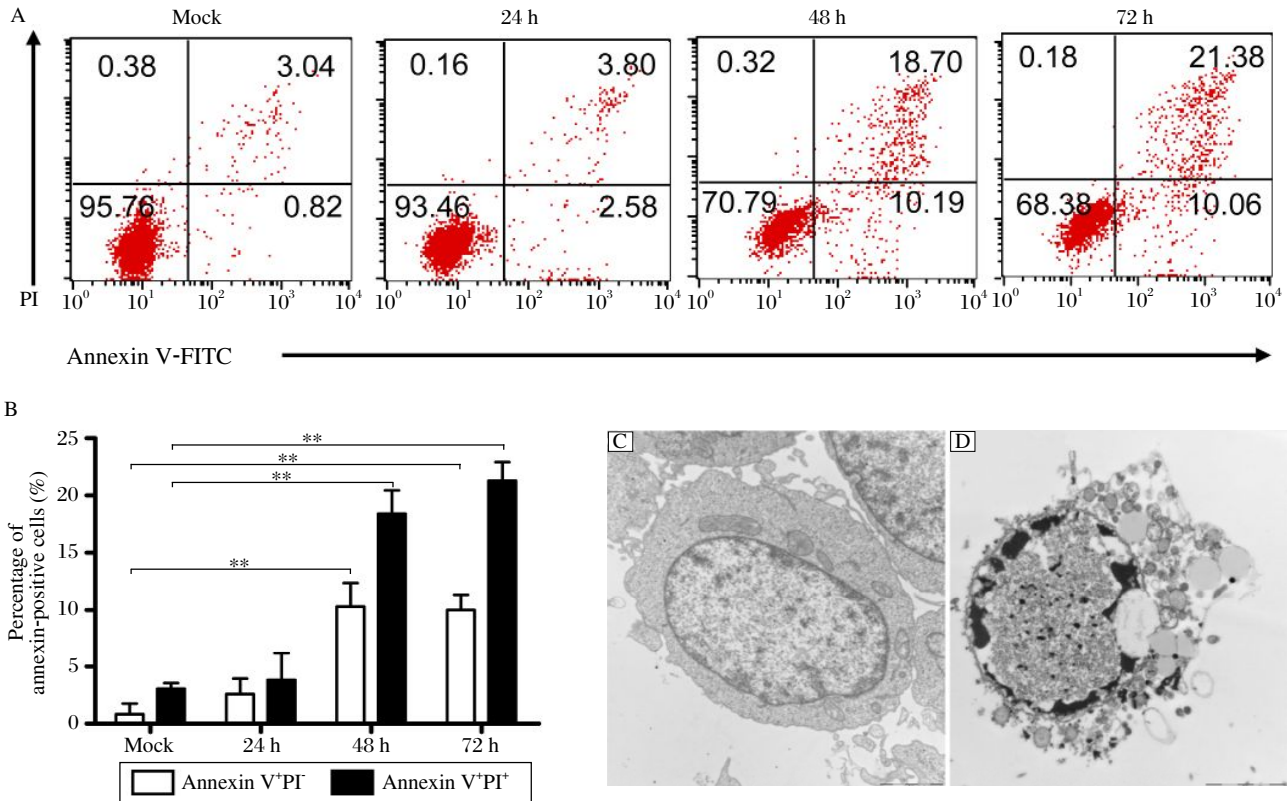 A
Mock
24 h
48 h
72 h
0.38
3.04
95.76
0.82
0.16
3.80
93.46
2.58
0.32
18.70
70.79
10.19
0.18
21.38
68.38
10.06
PI
10⁰ 10¹ 10² 10³ 10⁴
10⁰ 10¹ 10² 10³ 10⁴
10⁰ 10¹ 10² 10³ 10⁴
10⁰ 10¹ 10² 10³ 10⁴
Annexin V-FITC
B
Percentage of
annexin-positive cells (%)
25
20
15
10
5
0
**
**
**
**
Mock
24 h
48 h
72 h
Annexin V⁺PI⁻
Annexin V⁺PI⁺
C
D